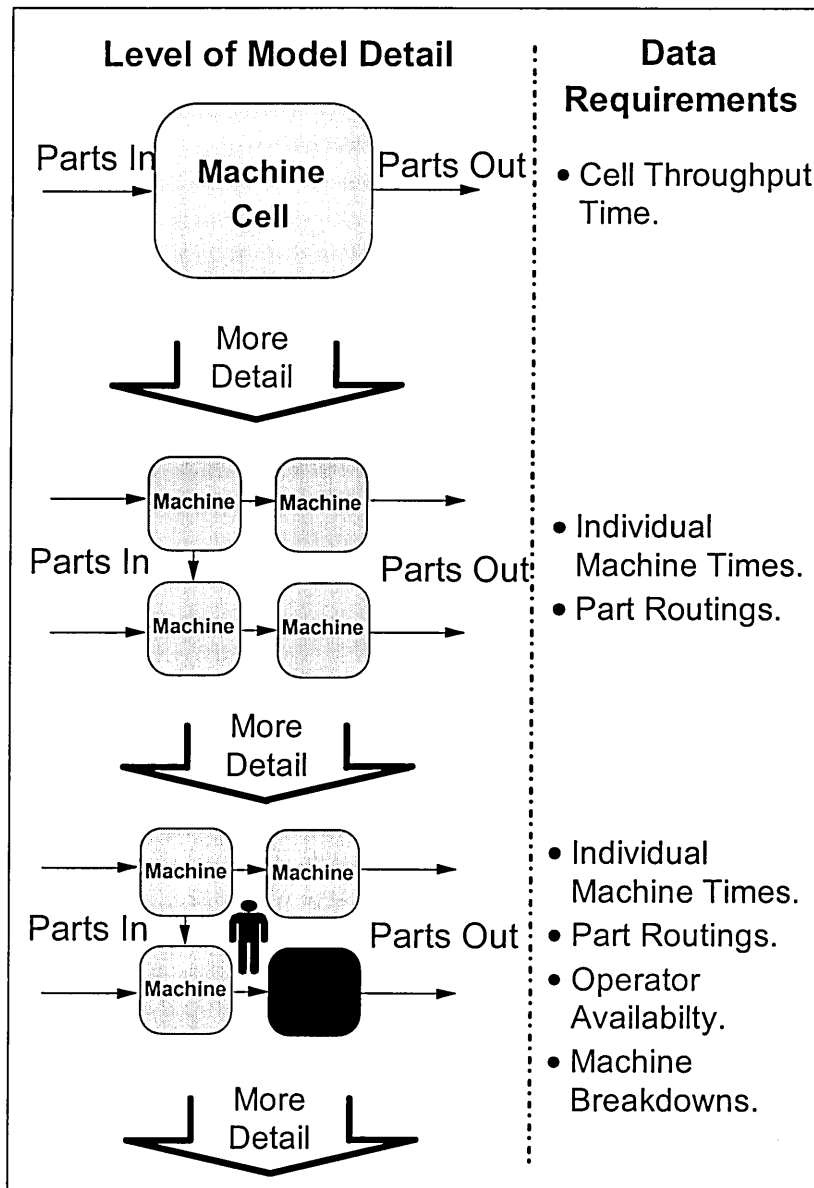 Level of Model Detail
Data
Requirements
Parts In
Machine
Cell
Parts Out
• Cell Throughput
Time.
More
Detail
Machine
Machine
Parts In
Parts Out
Machine
Machine
• Individual
Machine Times.
• Part Routings.
More
Detail
Machine
Machine
Parts In
Parts Out
Machine
• Individual
Machine Times.
• Part Routings.
• Operator
Availabilty.
• Machine
Breakdowns.
More
Detail